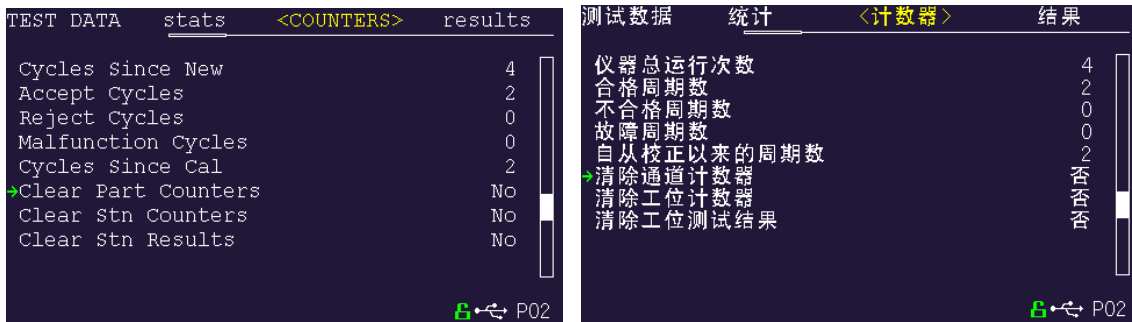 TEST DATA stats <COUNTERS> results
Cycles Since New 4
Accept Cycles 2
Reject Cycles 0
Malfunction Cycles 0
Cycles Since Cal 2
→Clear Part Counters No
Clear Stn Counters No
Clear Stn Results No
P02
测试数据 统计 <计数器> 结果
仪器总运行次数 4
合格周期数 2
不合格周期数 0
故障周期数 0
自从校正以来的周期数 2
→清除通道计数器 否
清除工位计数器 否
清除工位测试结果 否
P02